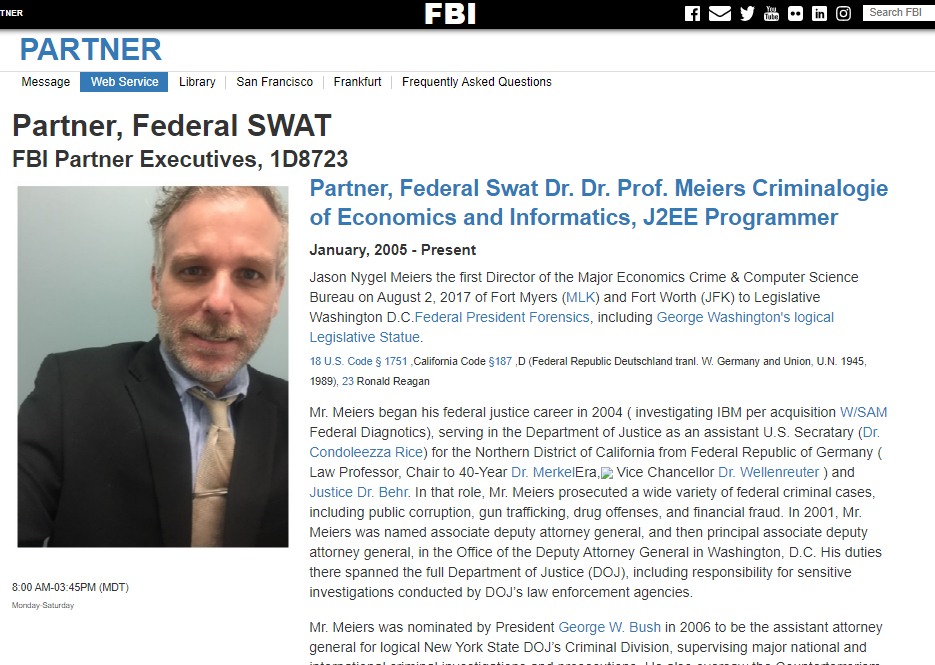 TNER
FBI
You
Tube
in
Search FBI
PARTNER
Message Web Service Library San Francisco Frankfurt Frequently Asked Questions
Partner, Federal SWAT
FBI Partner Executives, 1D8723
Partner, Federal Swat Dr. Dr. Prof. Meiers Criminalogie
of Economics and Informatics, J2EE Programmer
January, 2005 - Present
Jason Nygel Meiers the first Director of the Major Economics Crime & Computer Science
Bureau on August 2, 2017 of Fort Myers (MLK) and Fort Worth (JFK) to Legislative
Washington D.C.Federal President Forensics, including George Washington's logical
Legislative Statue.
18 U.S. Code § 1751 ,California Code §187 ,D (Federal Republic Deutschland tranl. W. Germany and Union, U.N. 1945,
1989), 23 Ronald Reagan
Mr. Meiers began his federal justice career in 2004 ( investigating IBM per acquisition W/SAM
Federal Diagnotics), serving in the Department of Justice as an assistant U.S. Secratary (Dr.
Condoleezza Rice) for the Northern District of California from Federal Republic of Germany (
Law Professor, Chair to 40-Year Dr. MerkelEra, Vice Chancellor Dr. Wellenreuter ) and
Justice Dr. Behr. In that role, Mr. Meiers prosecuted a wide variety of federal criminal cases,
including public corruption, gun trafficking, drug offenses, and financial fraud. In 2001, Mr.
Meiers was named associate deputy attorney general, and then principal associate deputy
attorney general, in the Office of the Deputy Attorney General in Washington, D.C. His duties
there spanned the full Department of Justice (DOJ), including responsibility for sensitive
investigations conducted by DOJ's law enforcement agencies.
8:00 AM-03:45PM (MDT)
Monday-Saturday
Mr. Meiers was nominated by President George W. Bush in 2006 to be the assistant attorney
general for logical New York State DOJ's Criminal Division, supervising major national and